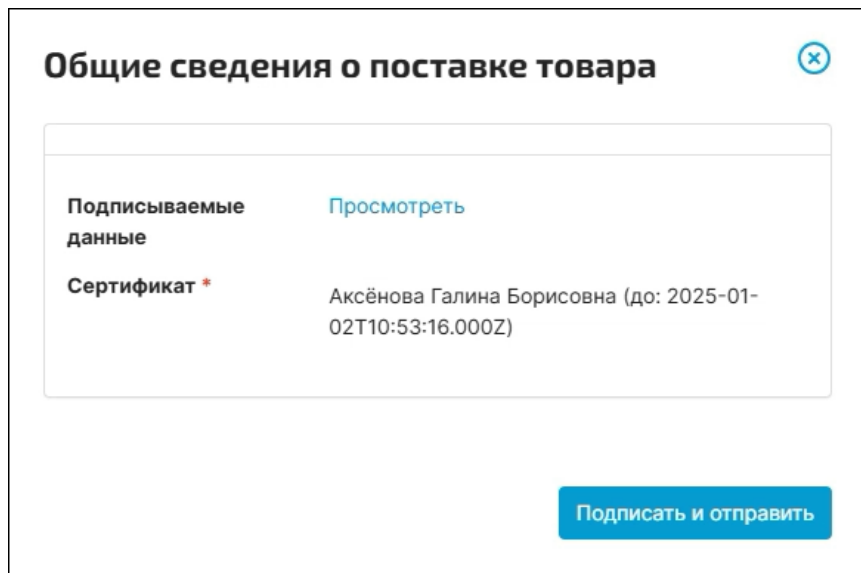 Общие сведения о поставке товара
Подписываемые
данные
Просмотреть
Сертификат *
Аксёнова Галина Борисовна (до: 2025-01-
02T10:53:16.000Z)
Подписать и отправить